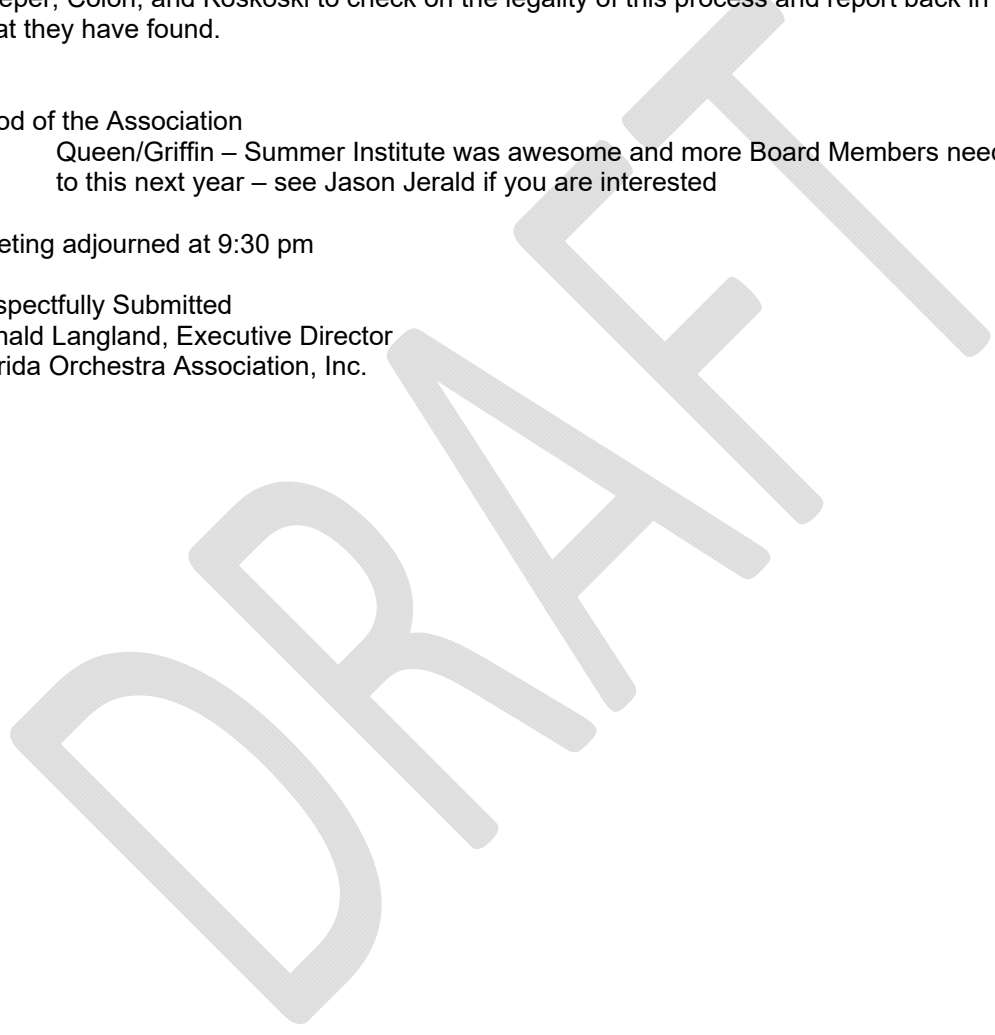 Colon, and Koskoski to check on the legality of this process and report back in
at they have found.
od of the Association
Queen/Griffin – Summer Institute was awesome and more Board Members
to this next year – see Jason Jerald if you are interested
eting adjourned at 9:30 pm
spectfully Submitted
nald Langland, Executive Director
rida Orchestra Association, Inc.
DRAFT